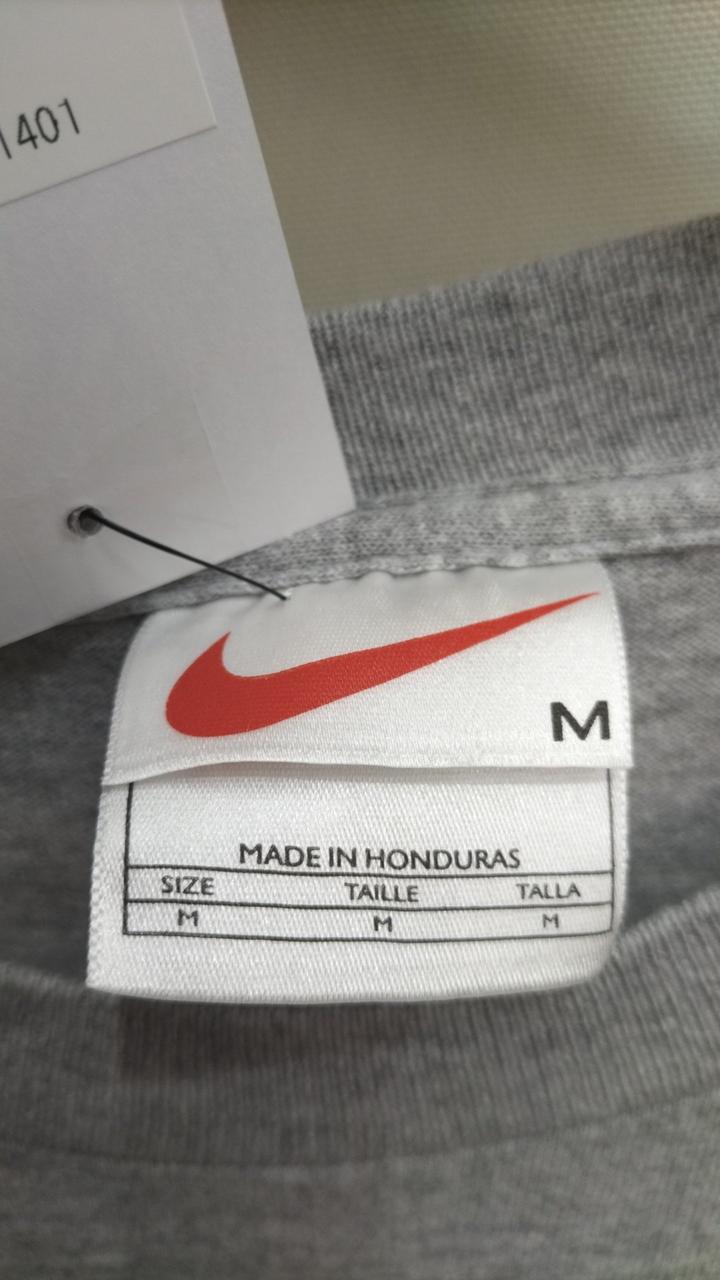 1401
M
MADE IN HONDURAS
SIZE TAILLE TALLA
M M M